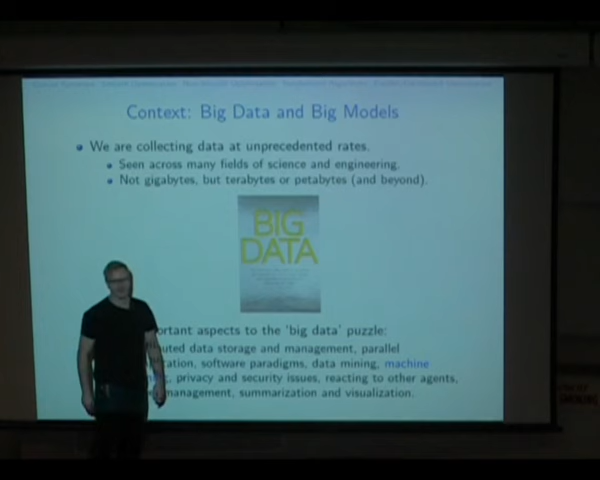 Context: Big Data and Big Models
We are collecting data at unprecedented rates.
Seen across many fields of science and engineering.
Not gigabytes, but terabytes or petabytes (and beyond).
BIG
DATA
ortant aspects to the 'big data' puzzle:
uted data storage and management, parallel
ation, software paradigms, data mining, machine
, privacy and security issues, reacting to other agents,
management, summarization and visualization.